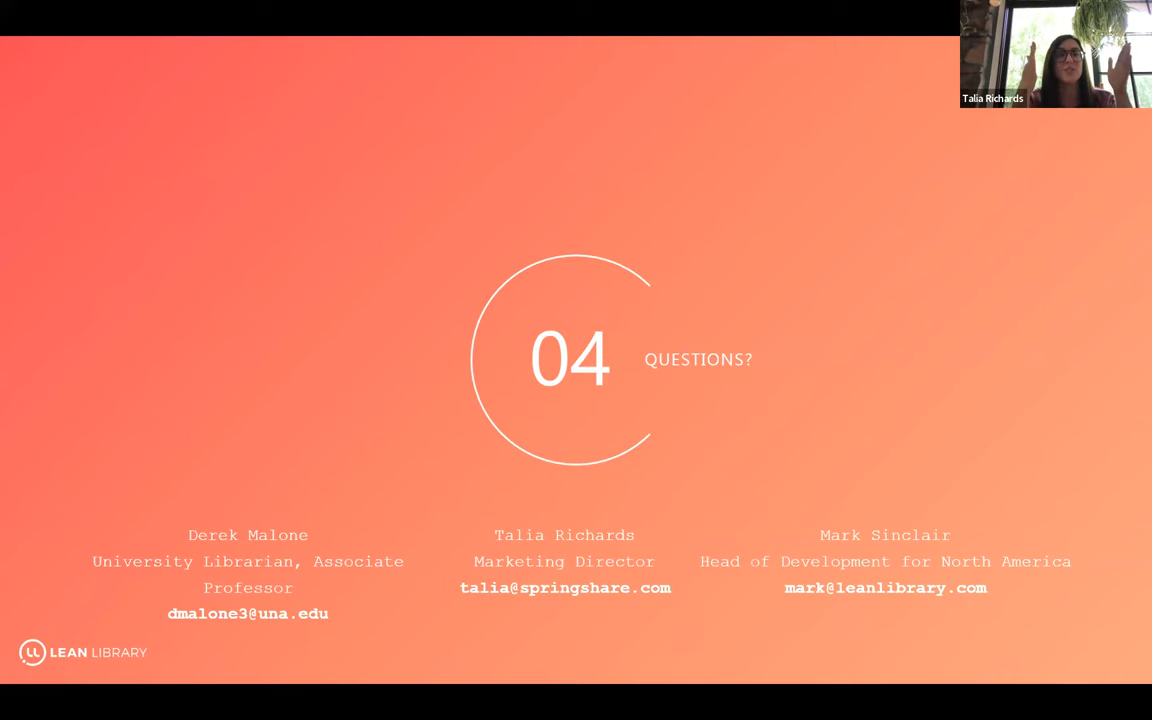 Talia Richards
04
QUESTIONS?
Derek Malone
University Librarian, Associate
Professor
dmalone3@una.edu
Talia Richards
Marketing Director
talia@springshare.com
Mark Sinclair
Head of Development for North America
mark@leanlibrary.com
LEAN LIBRARY